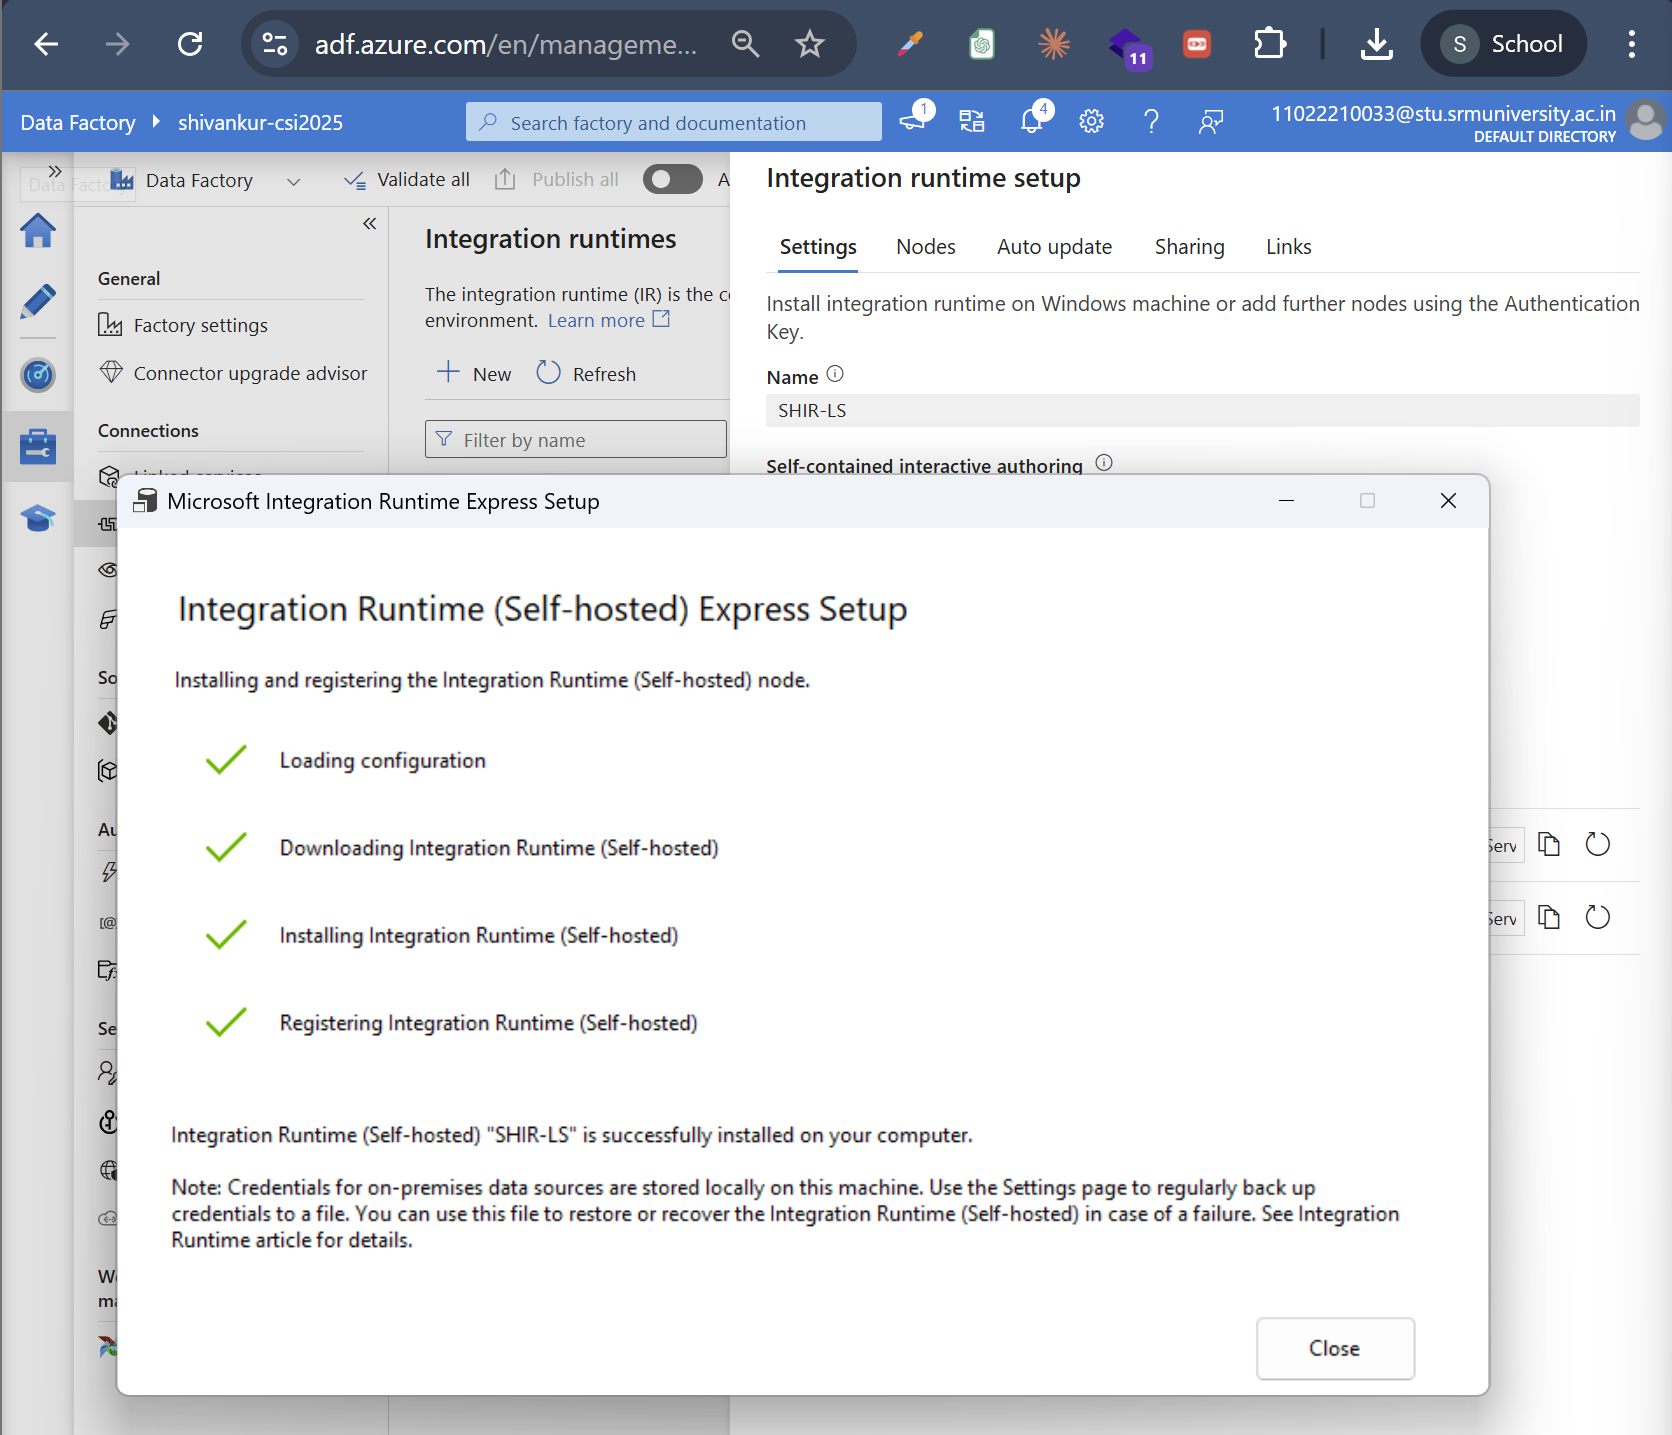 adf.azure.com/en/manageme...
11
S School
Data Factory shivankur-csi2025
Search factory and documentation
1
4
11022210033@stu.srmuniversity.ac.in
DEFAULT DIRECTORY
Data Factory
Validate all
Publish all
A
Integration runtimes
The integration runtime (IR) is the
environment. Learn more
New
Refresh
Filter by name
General
Factory settings
Connector upgrade advisor
Connections
Linked services
So
Au
Se
We
ma
Integration runtime setup
Settings Nodes Auto update Sharing Links
Install integration runtime on Windows machine or add further nodes using the Authentication
Key.
Name
SHIR-LS
Self-contained interactive authoring
Serv
Serv
Microsoft Integration Runtime Express Setup
Integration Runtime (Self-hosted) Express Setup
Installing and registering the Integration Runtime (Self-hosted) node.
Loading configuration
Downloading Integration Runtime (Self-hosted)
Installing Integration Runtime (Self-hosted)
Registering Integration Runtime (Self-hosted)
Integration Runtime (Self-hosted) "SHIR-LS" is successfully installed on your computer.
Note: Credentials for on-premises data sources are stored locally on this machine. Use the Settings page to regularly back up
credentials to a file. You can use this file to restore or recover the Integration Runtime (Self-hosted) in case of a failure. See Integration
Runtime article for details.
Close